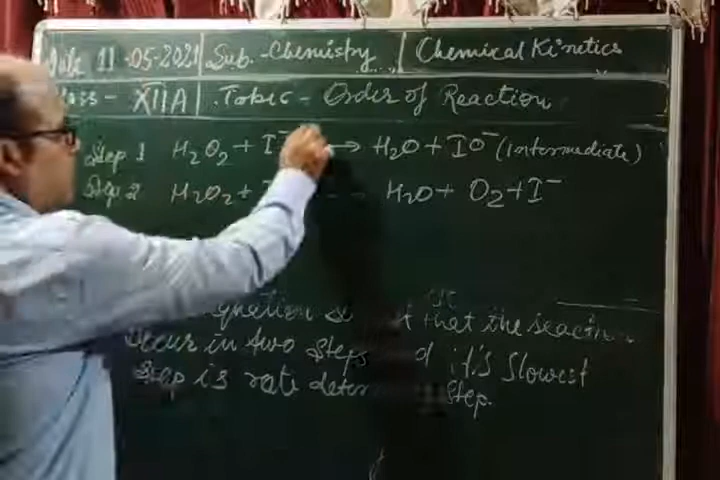 Date 11-05-2021 Sub.-Chemistry Chemical Kinetics
Class - XIIA Tobic - Order of Reaction
Step 1 H₂O₂ + I⁻ → H₂O + IO⁻ (intermediate)
Step 2 H₂O₂ + H₂O + O₂ + I⁻
that the reaction
occur in two steps it's slowest
step is rate step.